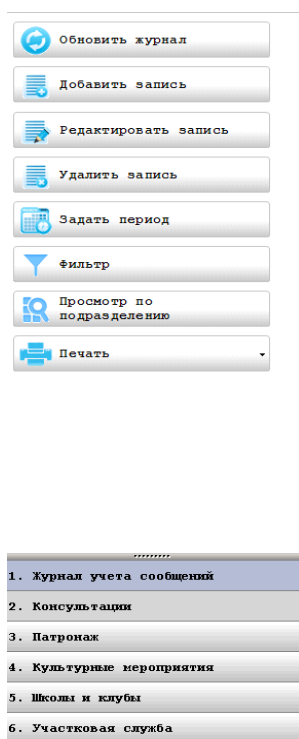 Обновить журнал
Добавить запись
Редактировать запись
Удалить запись
Задать период
Фильтр
Просмотр по
подразделению
Печать
1. Журнал учета сообщений
2. Консультации
3. Патронаж
4. Культурные мероприятия
5. Школы и клубы
6. Участковая служба